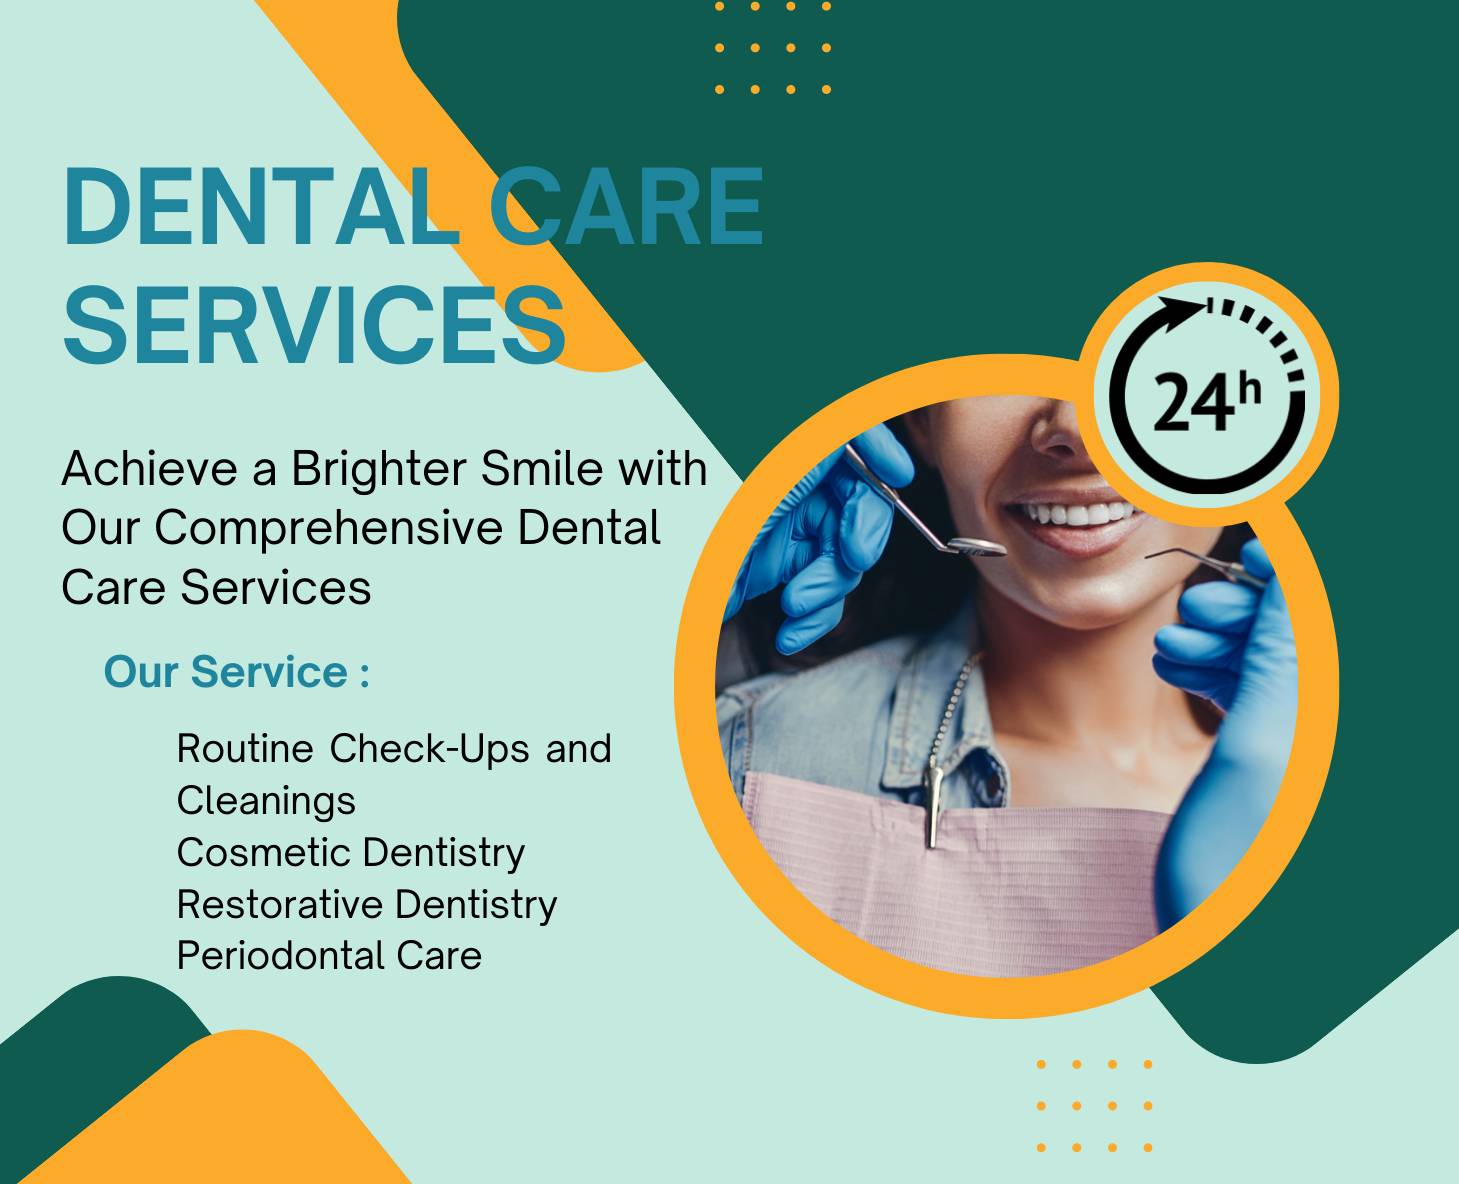 DENTAL CARE
SERVICES
Achieve a Brighter Smile with
Our Comprehensive Dental
Care Services
Our Service :
Routine Check-Ups and
Cleanings
Cosmetic Dentistry
Restorative Dentistry
Periodontal Care
24h